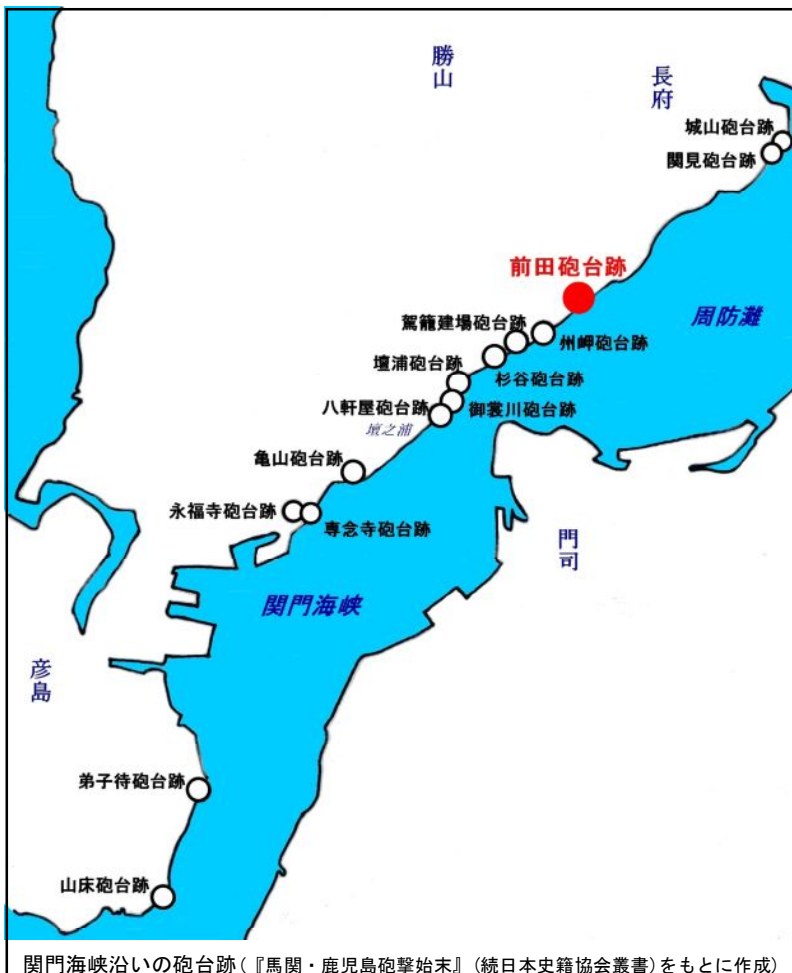 勝山
長府
城山砲台跡
関見砲台跡
前田砲台跡
周防灘
駕籠建場砲台跡
州岬砲台跡
壇浦砲台跡
杉谷砲台跡
八軒屋砲台跡
御裳川砲台跡
壇之浦
亀山砲台跡
永福寺砲台跡
専念寺砲台跡
門司
関門海峡
彦島
弟子待砲台跡
山床砲台跡
関門海峡沿いの砲台跡(『馬関・鹿児島砲撃始末』(続日本史籍協会叢書)をもとに作成)